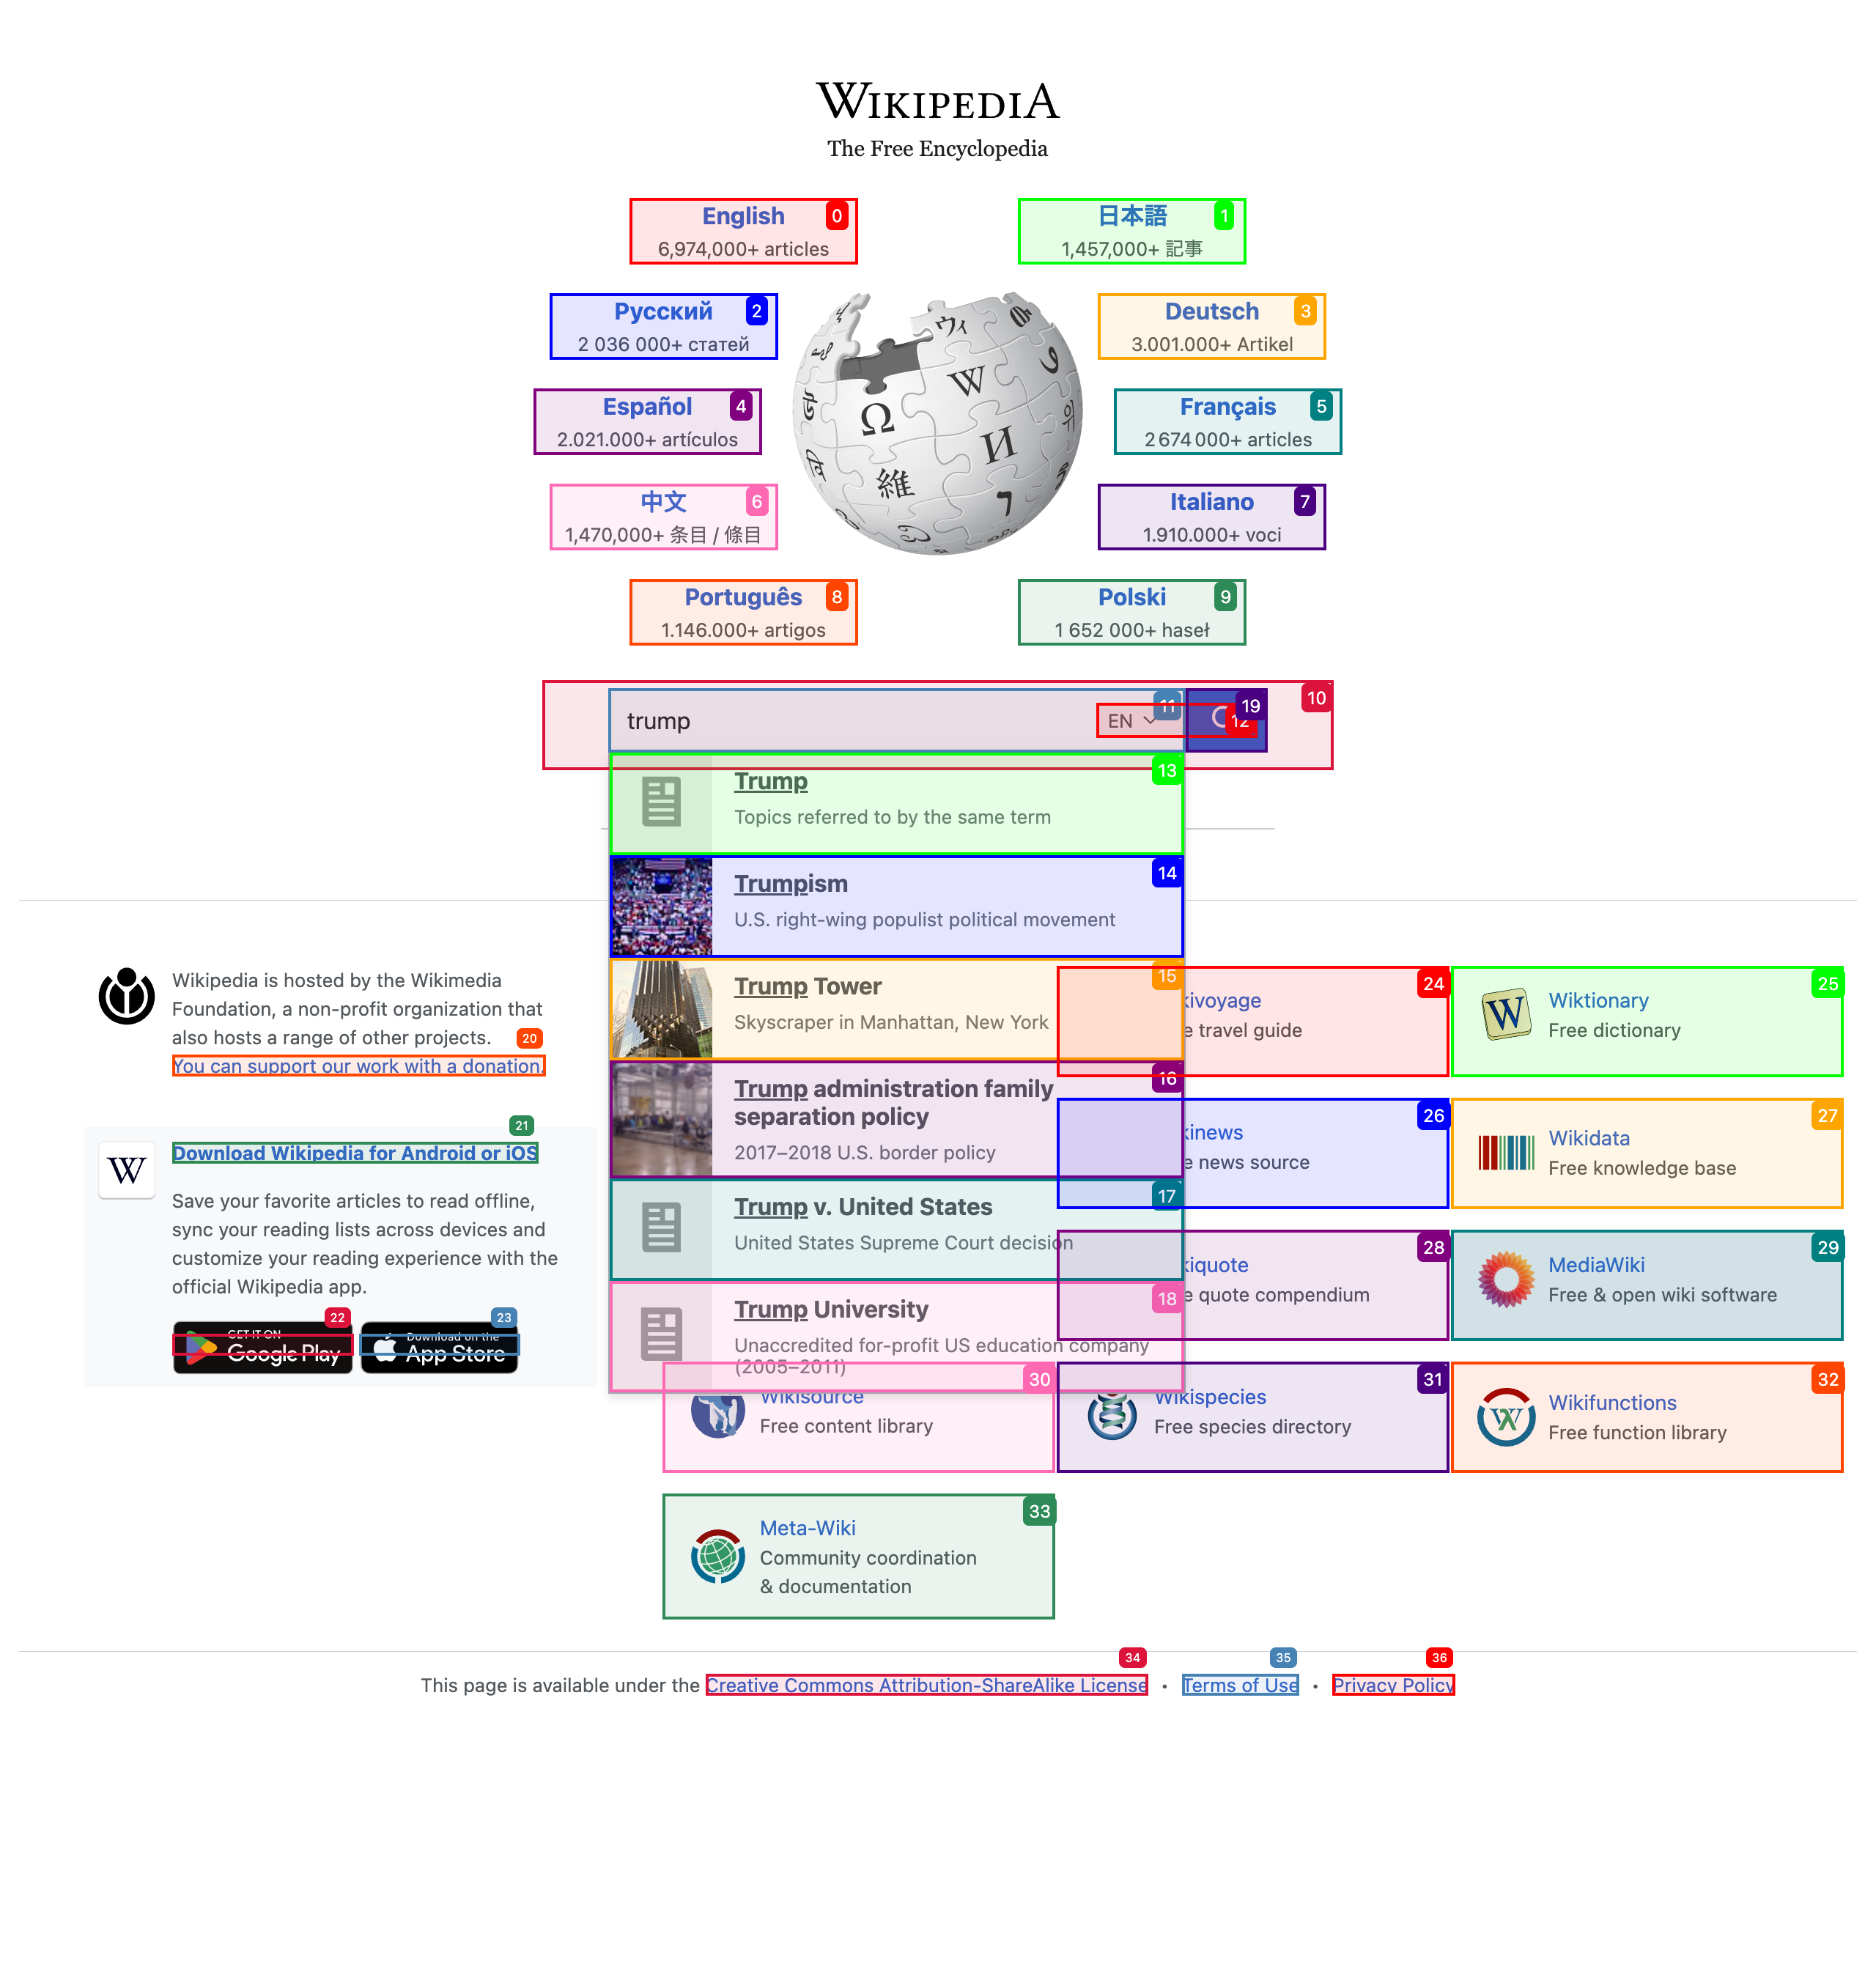 WIKIPEDIA
The Free Encyclopedia
English 0
6,974,000+ articles
日本語 1
1,457,000+ 記事
Русский 2
2 036 000+ статей
Deutsch 3
3.001.000+ Artikel
Español 4
2.021.000+ artículos
Français 5
2 674 000+ articles
中文 6
1,470,000+ 条目 / 條目
Italiano 7
1.910.000+ voci
Português 8
1.146.000+ artigos
Polski 9
1 652 000+ haseł
10
trump
EN
11
12
19
Trump 13
Topics referred to by the same term
Trumpism 14
U.S. right-wing populist political movement
Trump Tower 15
Skyscraper in Manhattan, New York
Trump administration family 16
separation policy
2017–2018 U.S. border policy
Trump v. United States 17
United States Supreme Court decision
Trump University 18
Unaccredited for-profit US education company
(2005–2011)
Wikipedia is hosted by the Wikimedia
Foundation, a non-profit organization that
also hosts a range of other projects. 20
You can support our work with a donation.
21
Download Wikipedia for Android or iOS
Save your favorite articles to read offline,
sync your reading lists across devices and
customize your reading experience with the
official Wikipedia app.
22
GET IT ON
Google Play
23
Download on the
App Store
24
kivoyage
e travel guide
25
Wiktionary
Free dictionary
26
kinews
e news source
27
Wikidata
Free knowledge base
28
kiquote
e quote compendium
29
MediaWiki
Free & open wiki software
30
Wikisource
Free content library
31
Wikispecies
Free species directory
32
Wikifunctions
Free function library
33
Meta-Wiki
Community coordination
& documentation
34 35 36
This page is available under the Creative Commons Attribution-ShareAlike License • Terms of Use • Privacy Policy